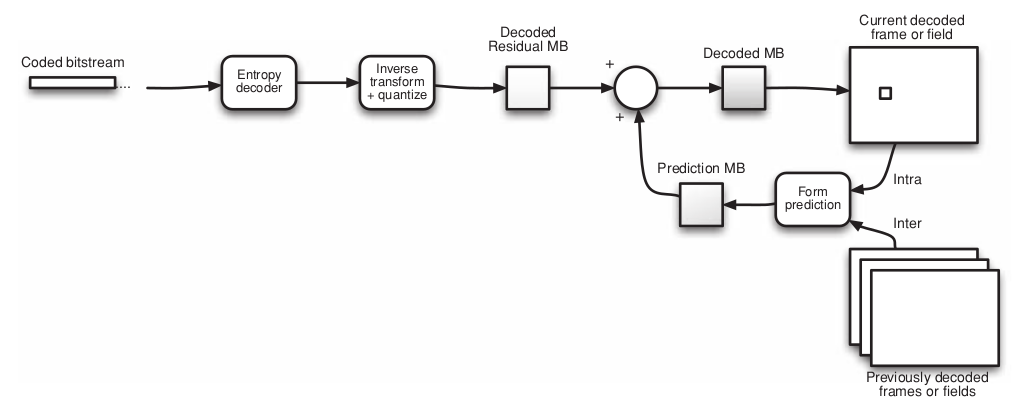 Coded bitstream
....
Entropy
decoder
Inverse
transform
+ quantize
Decoded
Residual MB
+
+
Decoded MB
Current decoded
frame or field
Prediction MB
Form
prediction
Intra
Inter
Previously decoded
frames or fields